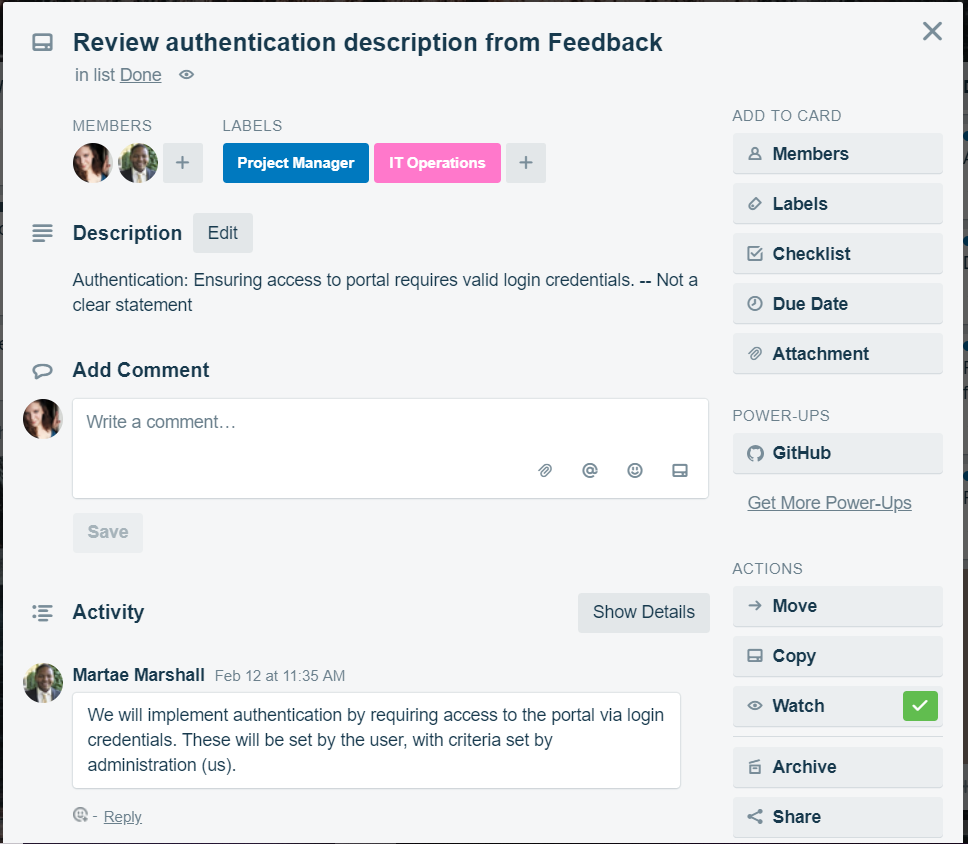 Review authentication description from Feedback
in list Done
MEMBERS
LABELS
Project Manager
IT Operations
Description
Edit
Authentication: Ensuring access to portal requires valid login credentials. -- Not a
clear statement
Add Comment
Write a comment…
Save
Activity
Show Details
Martae Marshall Feb 12 at 11:35 AM
We will implement authentication by requiring access to the portal via login
credentials. These will be set by the user, with criteria set by
administration (us).
- Reply
ADD TO CARD
Members
Labels
Checklist
Due Date
Attachment
POWER-UPS
GitHub
Get More Power-Ups
ACTIONS
Move
Copy
Watch
Archive
Share